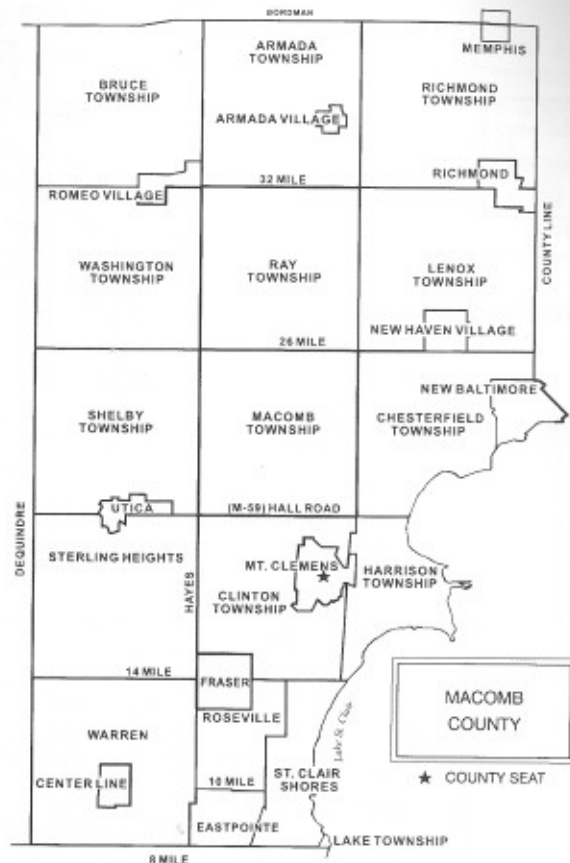 BORDMAN
MEMPHIS
ARMADA
TOWNSHIP
BRUCE
TOWNSHIP
RICHMOND
TOWNSHIP
ARMADA VILLAGE
RICHMOND
32 MILE
ROMEO VILLAGE
COUNTY LINE
WASHINGTON
TOWNSHIP
RAY
TOWNSHIP
LENOX
TOWNSHIP
NEW HAVEN VILLAGE
26 MILE
NEW BALTIMORE
SHELBY
TOWNSHIP
MACOMB
TOWNSHIP
CHESTERFIELD
TOWNSHIP
UTICA
(M-59) HALL ROAD
DEQUINDRE
STERLING HEIGHTS
HAYES
MT. CLEMENS
CLINTON
TOWNSHIP
HARRISON
TOWNSHIP
14 MILE
FRASER
MACOMB
COUNTY
ROSEVILLE
Lake St. Clair
WARREN
CENTER LINE
10 MILE
ST. CLAIR
SHORES
★ COUNTY SEAT
EASTPOINTE
LAKE TOWNSHIP
8 MILE